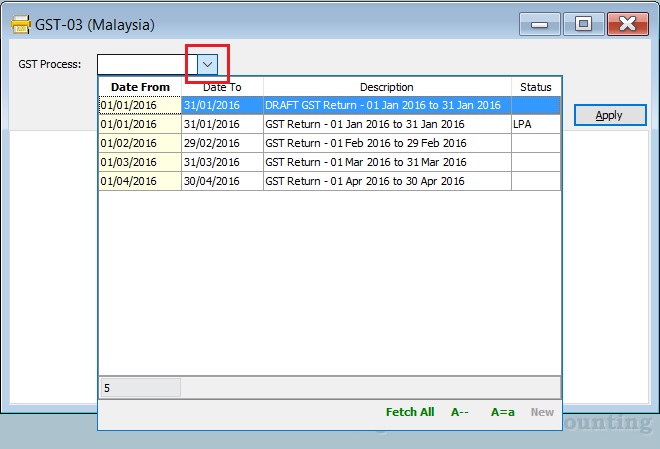 GST-03 (Malaysia)
GST Process:
Date From Date To Description Status
01/01/2016 31/01/2016 DRAFT GST Return - 01 Jan 2016 to 31 Jan 2016
01/01/2016 31/01/2016 GST Return - 01 Jan 2016 to 31 Jan 2016 LPA
01/02/2016 29/02/2016 GST Return - 01 Feb 2016 to 29 Feb 2016
01/03/2016 31/03/2016 GST Return - 01 Mar 2016 to 31 Mar 2016
01/04/2016 30/04/2016 GST Return - 01 Apr 2016 to 30 Apr 2016
Apply
5
Fetch All A-- A=a New
ounting